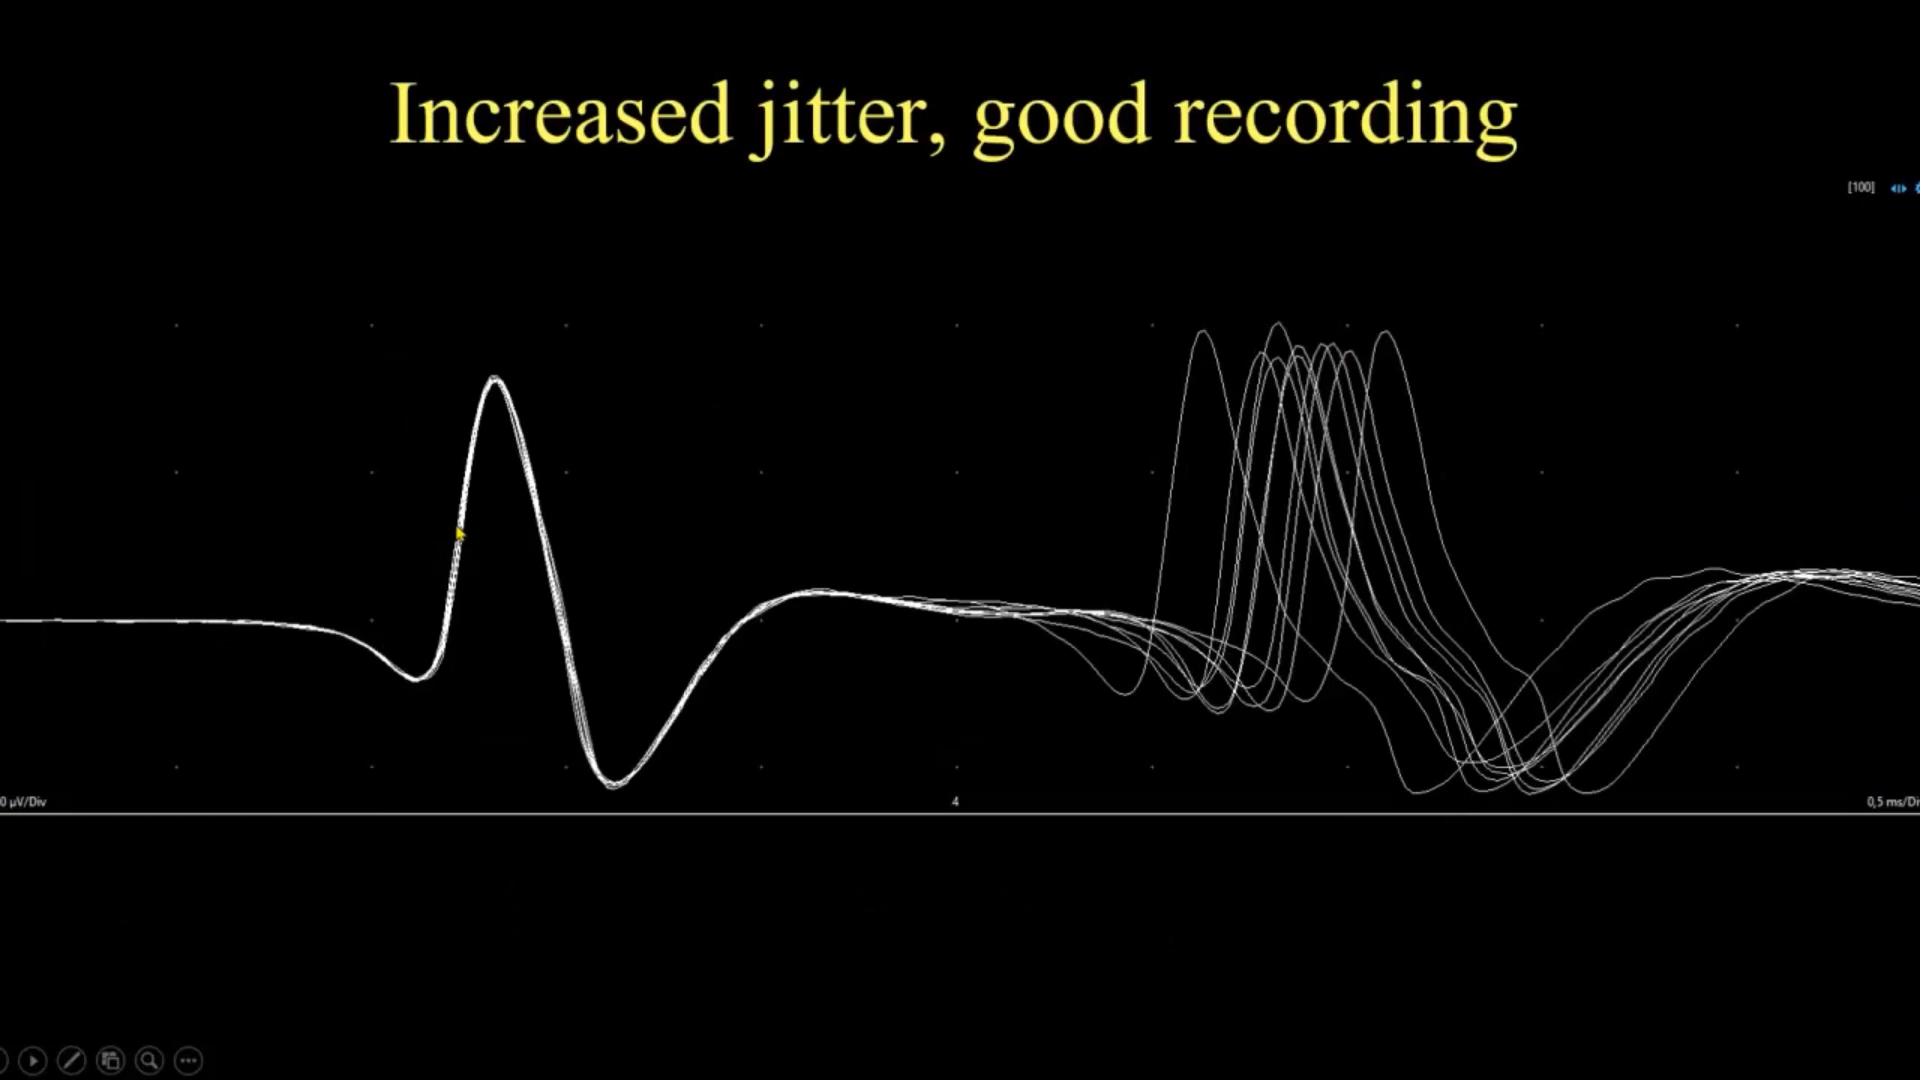 Increased jitter, good recording
[100]
0 µV/Div
4
0,5 ms/Di